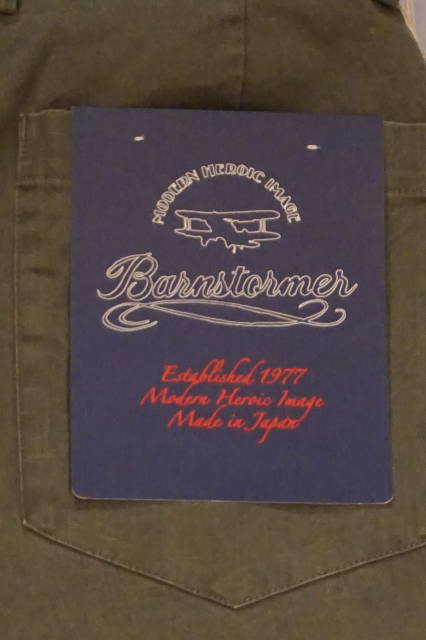 MODERN HEROIC IMAGE
Barnstormer
Established 1977
Modern Heroic Image
Made in Japan